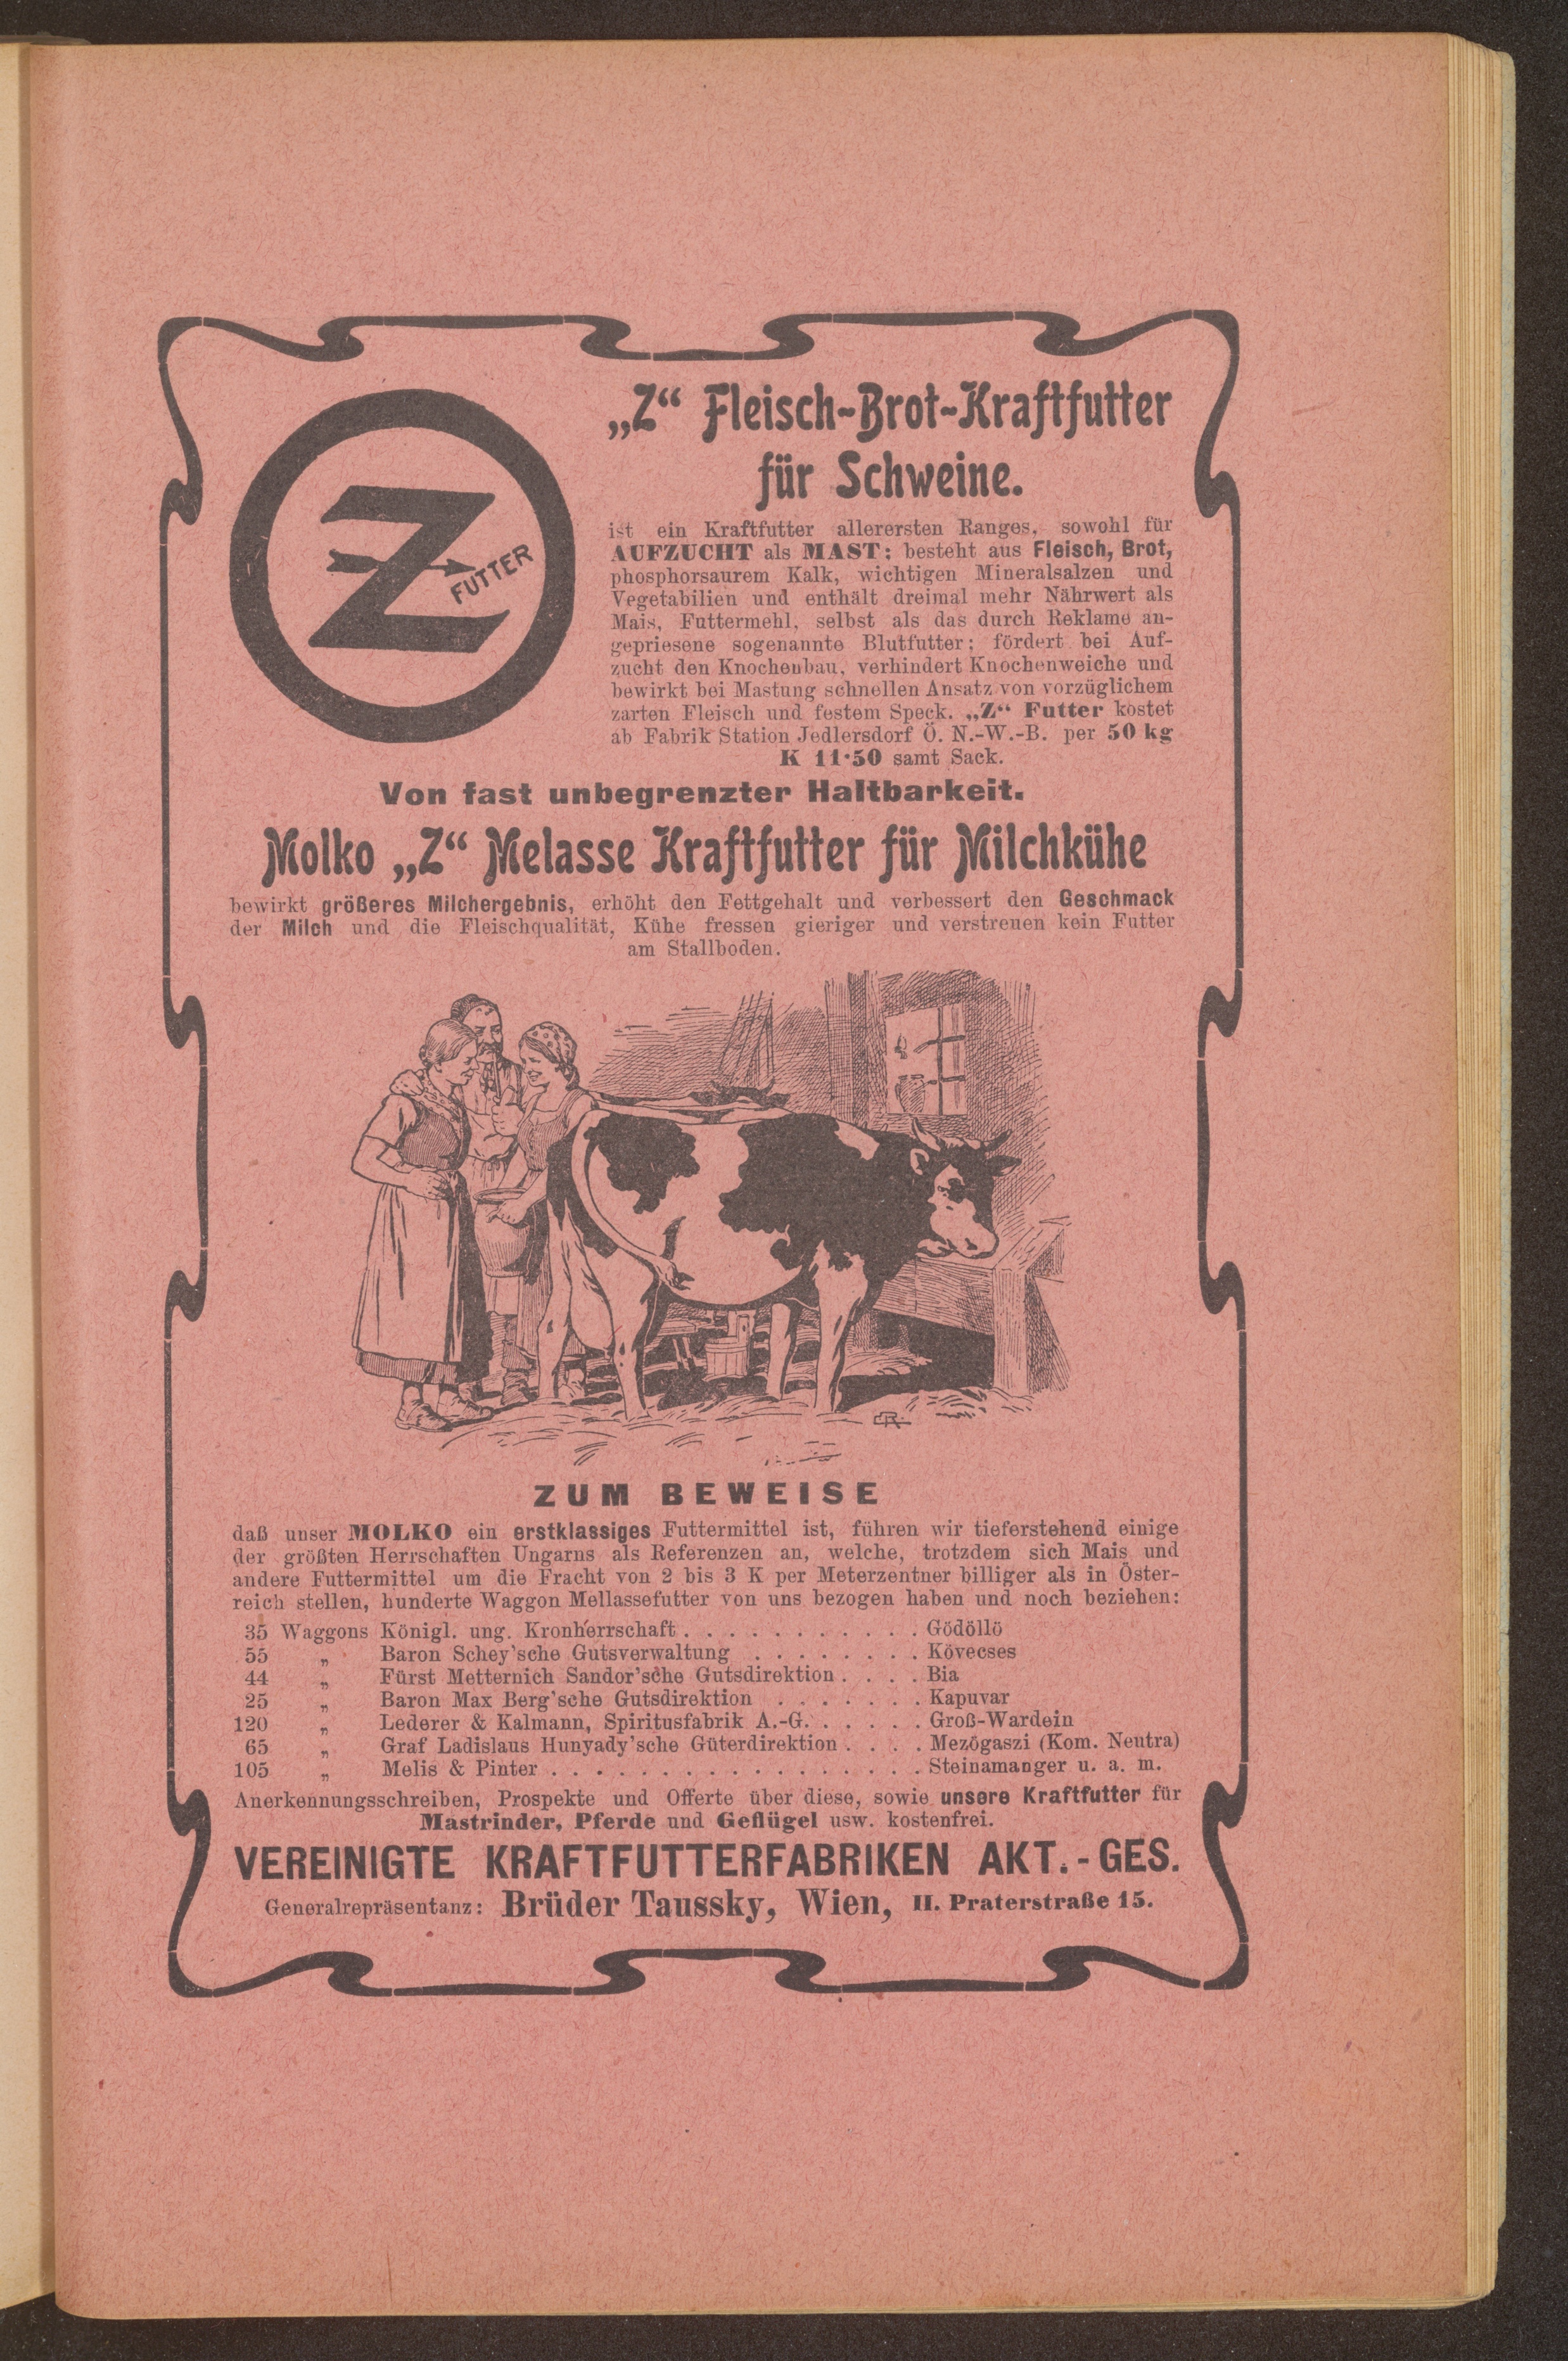 Z
FUTTER
„Z“ Fleisch-Brot-Kraftfutter
für Schweine.
ist ein Kraftfutter allerersten Ranges, sowohl für
AUFZUCHT als MAST; besteht aus Fleisch, Brot,
phosphorsaurem Kalk, wichtigen Mineralsalzen und
Vegetabilien und enthält dreimal mehr Nährwert als
Mais, Futtermehl, selbst als das durch Reklame an-
gepriesene sogenannte Blutfutter; fördert bei Auf-
zucht den Knochenbau, verhindert Knochenweiche und
bewirkt bei Mastung schnellen Ansatz von vorzüglichem
zarten Fleisch und festem Speck. „Z“ Futter kostet
ab Fabrik Station Jedlersdorf Ö. N.-W.-B. per 50 kg
K 11·50 samt Sack.
Von fast unbegrenzter Haltbarkeit.
Molko „Z“ Melasse Kraftfutter für Milchkühe
bewirkt größeres Milchergebnis, erhöht den Fettgehalt und verbessert den Geschmack
der Milch und die Fleischqualität, Kühe fressen gieriger und verstreuen kein Futter
am Stallboden.
ZUM BEWEISE
daß unser MOLKO ein erstklassiges Futtermittel ist, führen wir tieferstehend einige
der größten Herrschaften Ungarns als Referenzen an, welche, trotzdem sich Mais und
andere Futtermittel um die Fracht von 2 bis 3 K per Meterzentner billiger als in Öster-
reich stellen, hunderte Waggon Mellassefutter von uns bezogen haben und noch beziehen:
35 Waggons Königl. ung. Kronherrschaft . . . . . . . . . . . Gödöllö
55 „ Baron Schey'sche Gutsverwaltung . . . . . . . . Kövecses
44 „ Fürst Metternich Sandor'sche Gutsdirektion . . . . Bia
25 „ Baron Max Berg'sche Gutsdirektion . . . . . . . Kapuvar
120 „ Lederer & Kalmann, Spiritusfabrik A.-G. . . . . . Groß-Wardein
65 „ Graf Ladislaus Hunyady'sche Güterdirektion . . . . Mezögaszi (Kom. Neutra)
105 „ Melis & Pinter . . . . . . . . . . . . . . . . . Steinamanger u. a. m.
Anerkennungsschreiben, Prospekte und Offerte über diese, sowie unsere Kraftfutter für
Mastrinder, Pferde und Geflügel usw. kostenfrei.
VEREINIGTE KRAFTFUTTERFABRIKEN AKT.-GES.
Generalrepräsentanz: Brüder Taussky, Wien, II. Praterstraße 15.